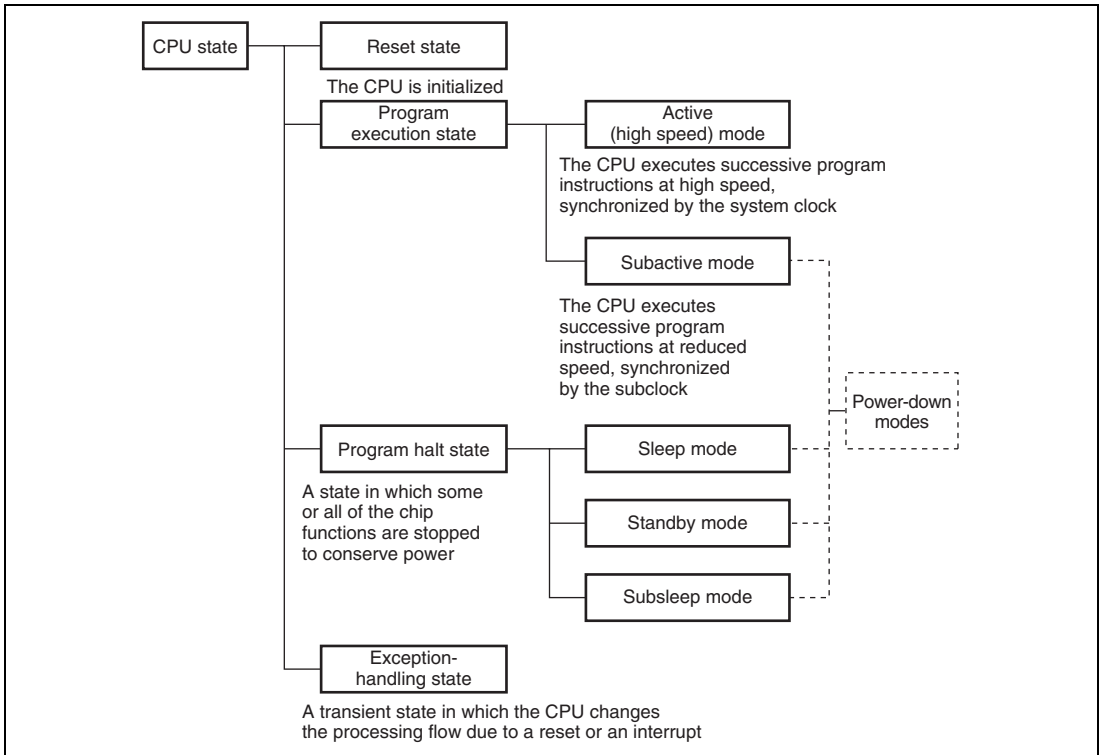 CPU state
Reset state
The CPU is initialized
Program
execution state
Active
(high speed) mode
The CPU executes successive program
instructions at high speed,
synchronized by the system clock
Subactive mode
The CPU executes
successive program
instructions at reduced
speed, synchronized
by the subclock
Power-down
modes
Program halt state
A state in which some
or all of the chip
functions are stopped
to conserve power
Sleep mode
Standby mode
Subsleep mode
Exception-
handling state
A transient state in which the CPU changes
the processing flow due to a reset or an interrupt